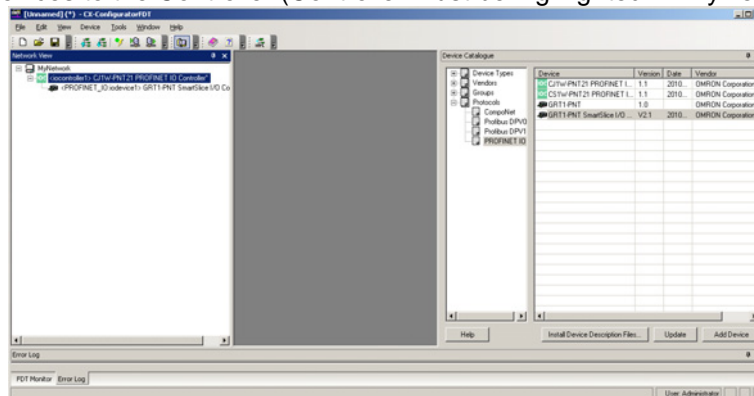 [Unnamed] (*) - CX-ConfiguratorFDT
File Edit View Device Tools Window Help
Network View
MyNetwork
<iocontroller1> CJ1W-PNT21 PROFINET IO Controller*
<PROFINET_IO:iodevice1> GRT1-PNT SmartSlice I/O Co
Device Catalogue
Device Types
Vendors
Groups
Protocols
CompoNet
Profibus DPV0
Profibus DPV1
PROFINET IO
Device Version Date Vendor
CJ1W-PNT21 PROFINET I... 1.1 2010... OMRON Corporation
CS1W-PNT21 PROFINET I... 1.1 2010... OMRON Corporation
GRT1-PNT 1.0 OMRON Corporation
GRT1-PNT SmartSlice I/O ... V2.1 2010... OMRON Corporation
Help Install Device Description Files... Update Add Device
Error Log
FDT Monitor Error Log
User: Administrator